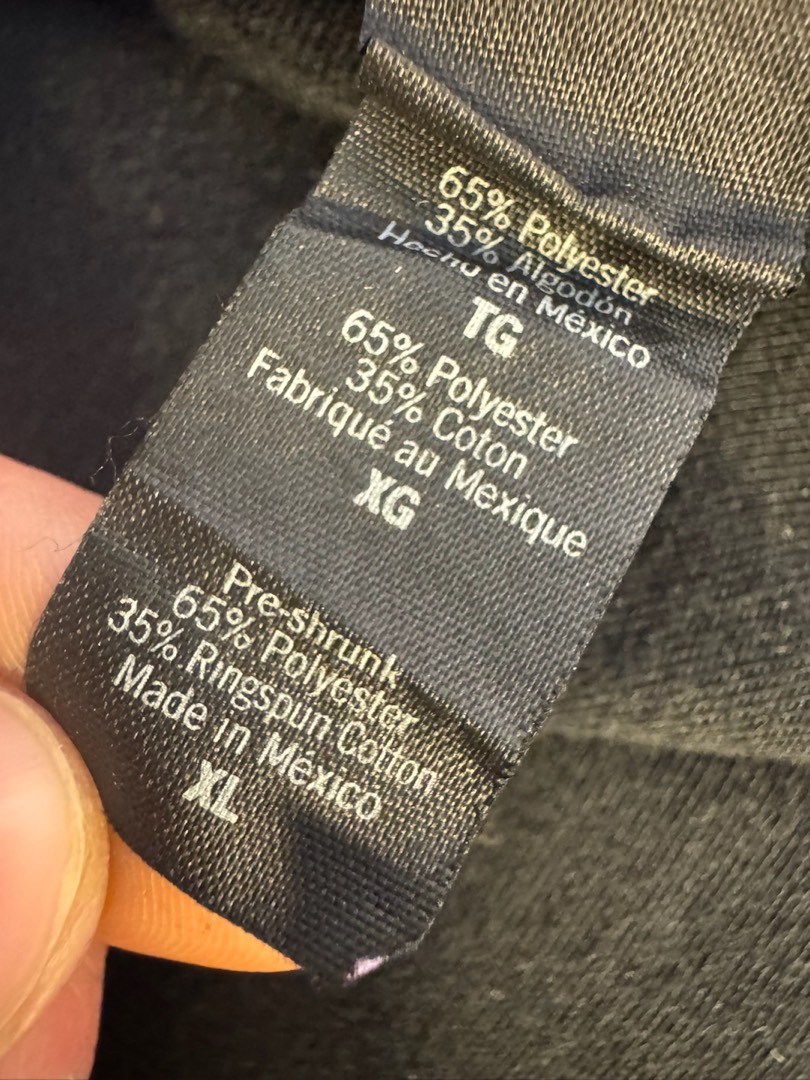 65% Polyester
35% Algodón
Hecho en México
TG
65% Polyester
35% Coton
Fabriqué au Mexique
XG
Pre-shrunk
65% Polyester
35% Ringspun Cotton
Made in México
XL